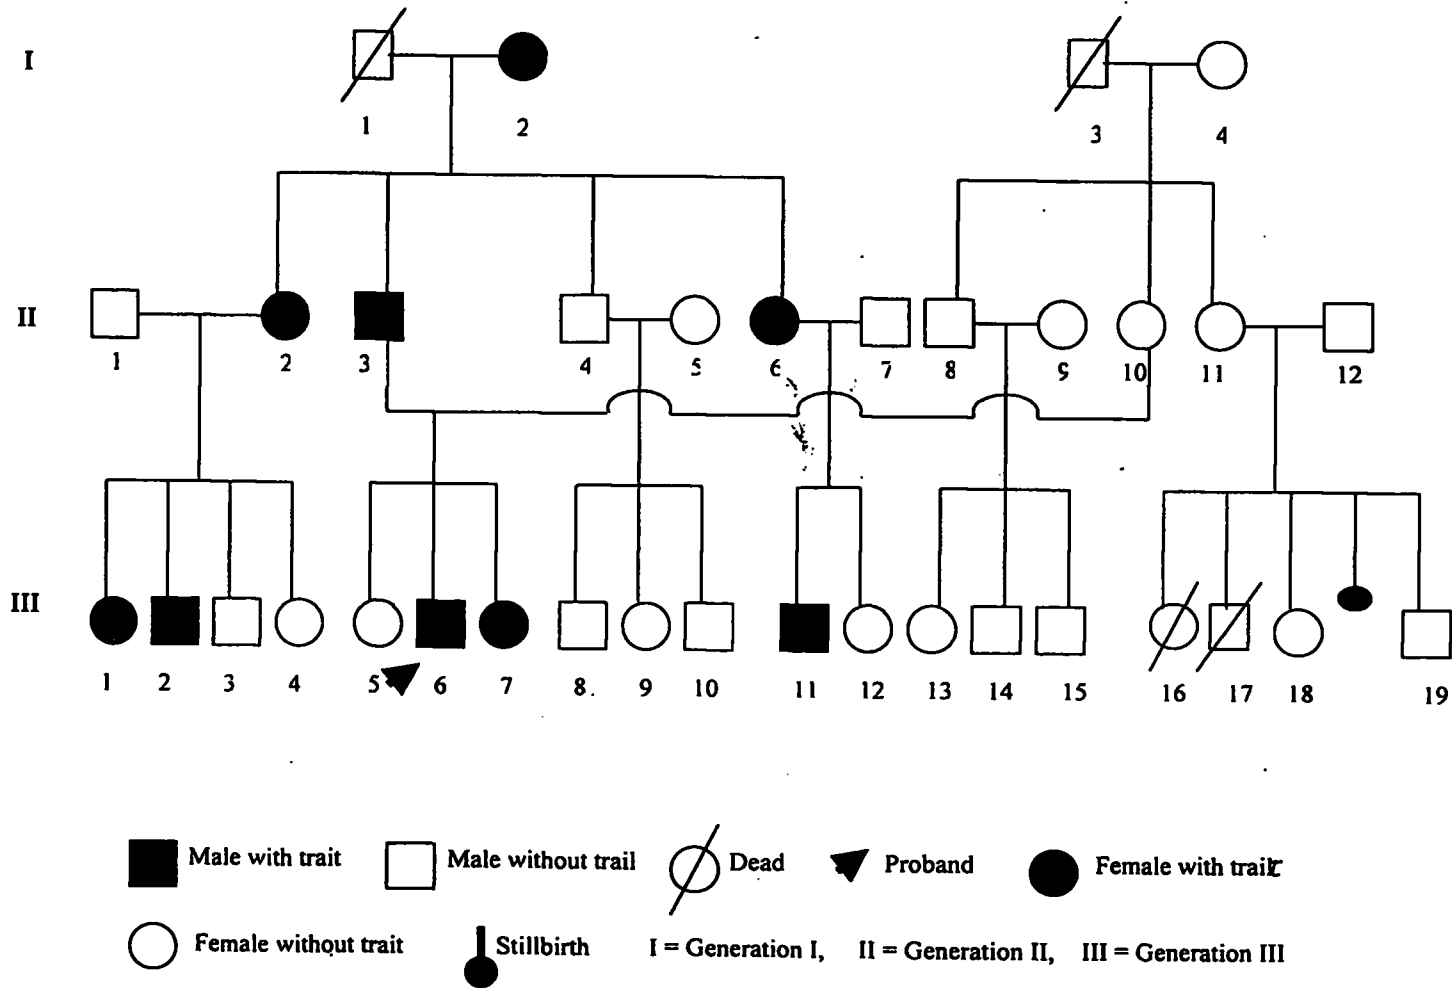 I
1 2 3 4
II
1 2 3 4 5 6 7 8 9 10 11 12
III
1 2 3 4 5 6 7 8. 9 10 11 12 13 14 15 16 17 18 19
Male with trait Male without trail Dead Proband Female with trait
Female without trait Stillbirth I = Generation I, II = Generation II, III = Generation III